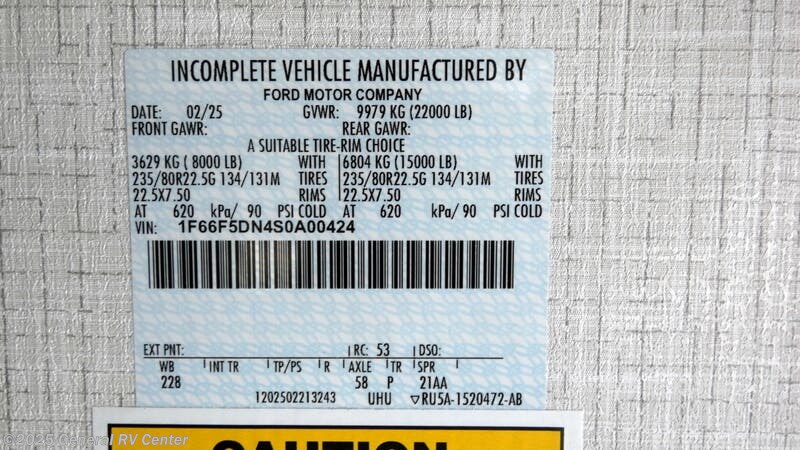 INCOMPLETE VEHICLE MANUFACTURED BY
FORD MOTOR COMPANY
DATE: 02/25 GVWR: 9979 KG (22000 LB)
FRONT GAWR: REAR GAWR:
A SUITABLE TIRE-RIM CHOICE
3629 KG ( 8000 LB) WITH 6804 KG (15000 LB) WITH
235/80R22.5G 134/131M TIRES 235/80R22.5G 134/131M TIRES
22.5X7.50 RIMS 22.5X7.50 RIMS
AT 620 kPa/ 90 PSI COLD AT 620 kPa/ 90 PSI COLD
VIN: 1F66F5DN4S0A00424
EXT PNT: RC: 53 DSO:
WB INT TR TP/PS R AXLE TR SPR
228 58 P 21AA
1202502213243 UHU ▽RU5A-1520472-AB
CAUTION
©2025 General RV Center